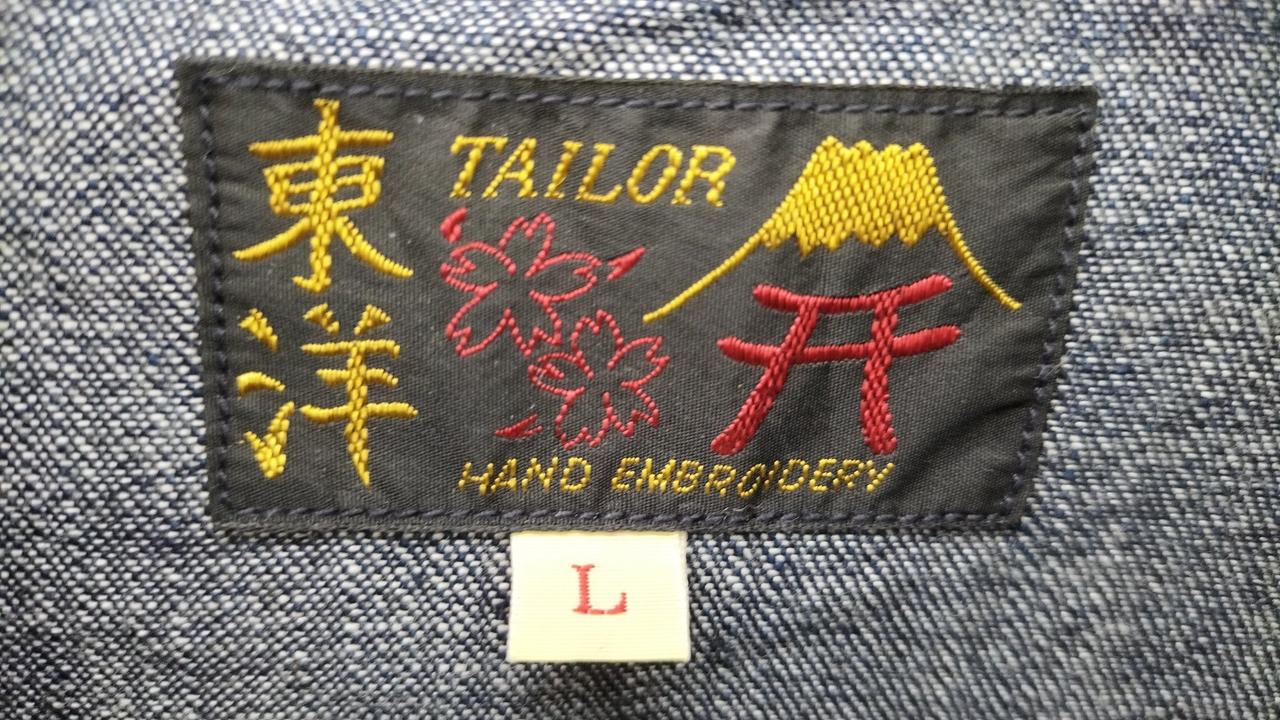 東洋
TAILOR
HAND EMBROIDERY
L